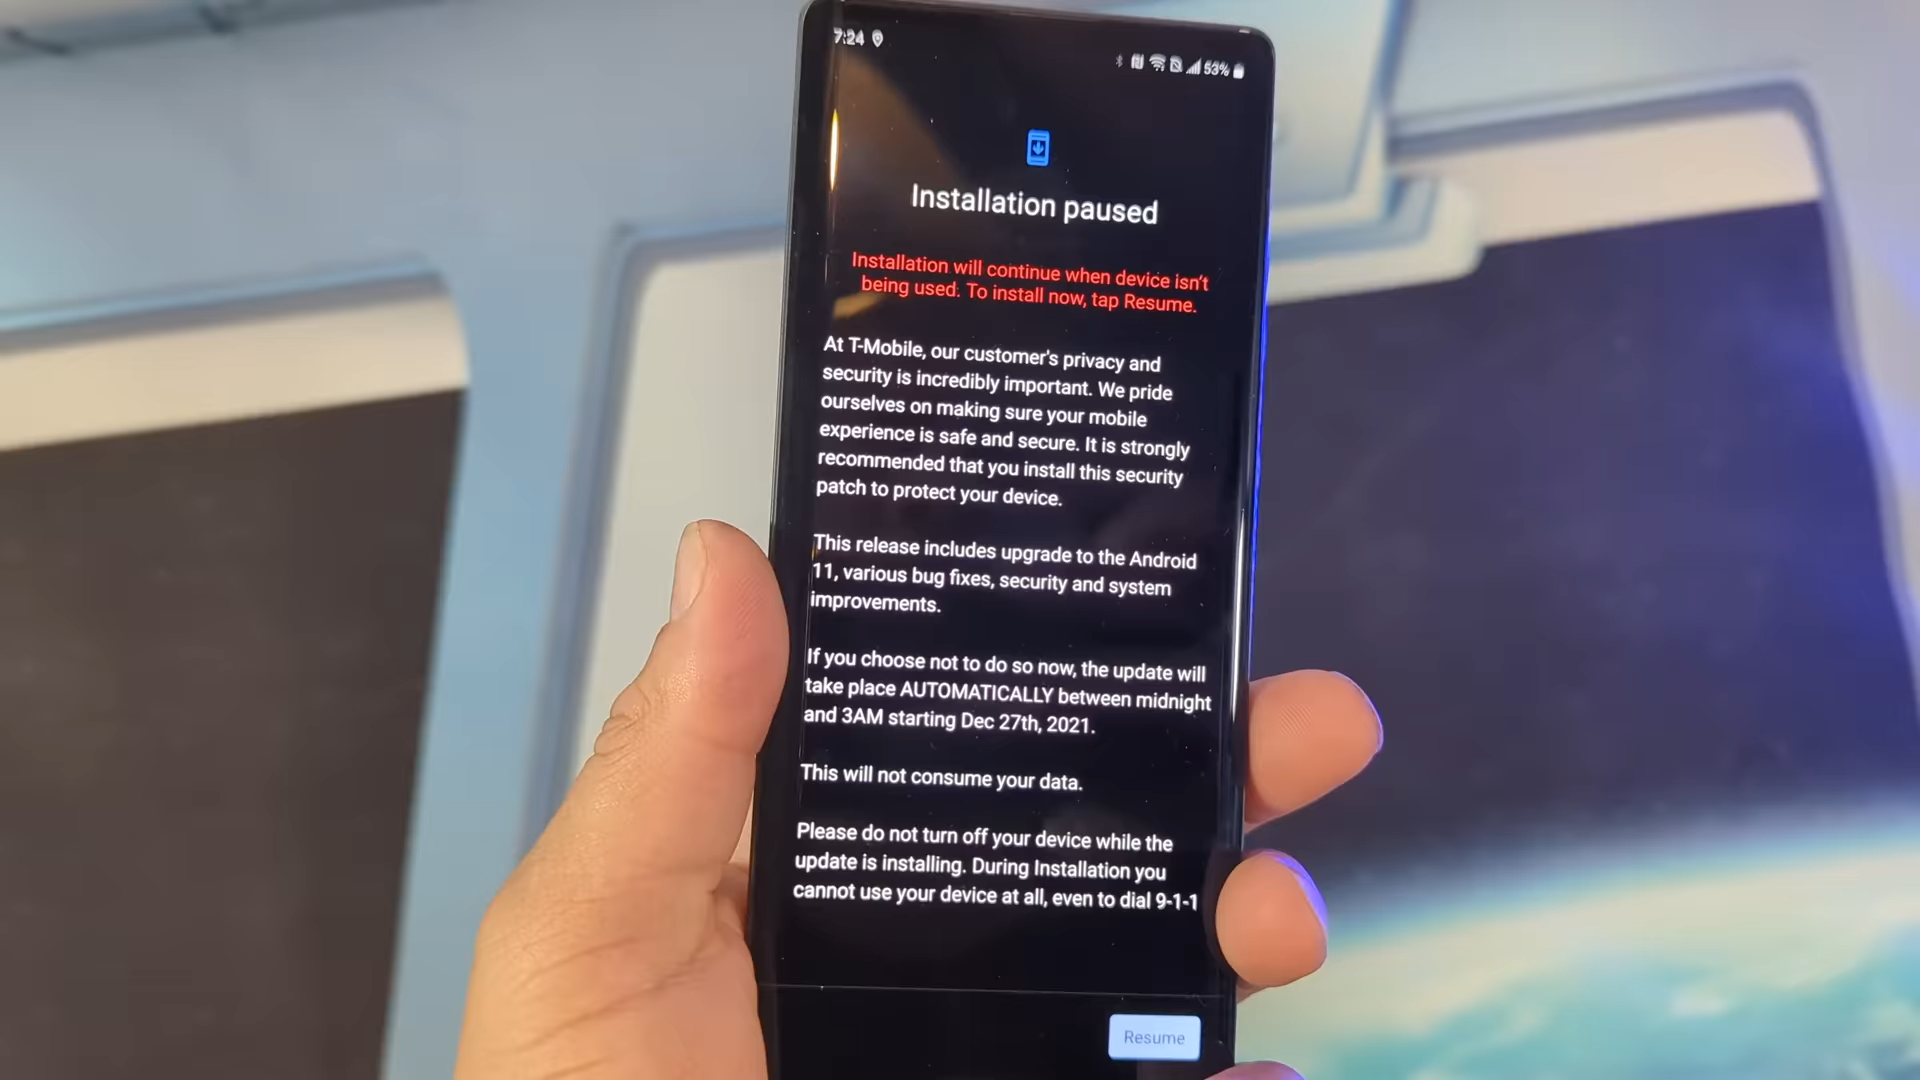 7:24
53%
Installation paused
Installation will continue when device isn't
being used. To install now, tap Resume.
At T-Mobile, our customer's privacy and
security is incredibly important. We pride
ourselves on making sure your mobile
experience is safe and secure. It is strongly
recommended that you install this security
patch to protect your device.
This release includes upgrade to the Android
11, various bug fixes, security and system
improvements.
If you choose not to do so now, the update will
take place AUTOMATICALLY between midnight
and 3AM starting Dec 27th, 2021.
This will not consume your data.
Please do not turn off your device while the
update is installing. During Installation you
cannot use your device at all, even to dial 9-1-1
Resume